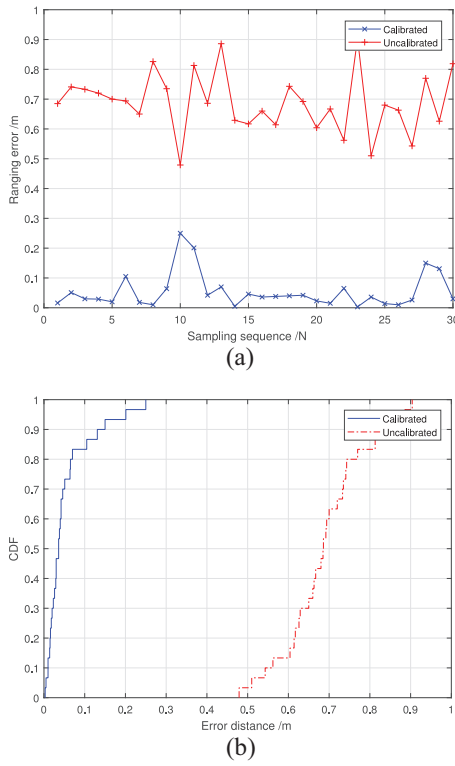 1
0.9
0.8
0.7
0.6
0.5
0.4
0.3
0.2
0.1
0
Ranging error /m
Calibrated
Uncalibrated
0 5 10 15 20 25 30
Sampling sequence /N
(a)
1
0.9
0.8
0.7
0.6
0.5
0.4
0.3
0.2
0.1
0
CDF
Calibrated
Uncalibrated
0 0.1 0.2 0.3 0.4 0.5 0.6 0.7 0.8 0.9 1
Error distance /m
(b)